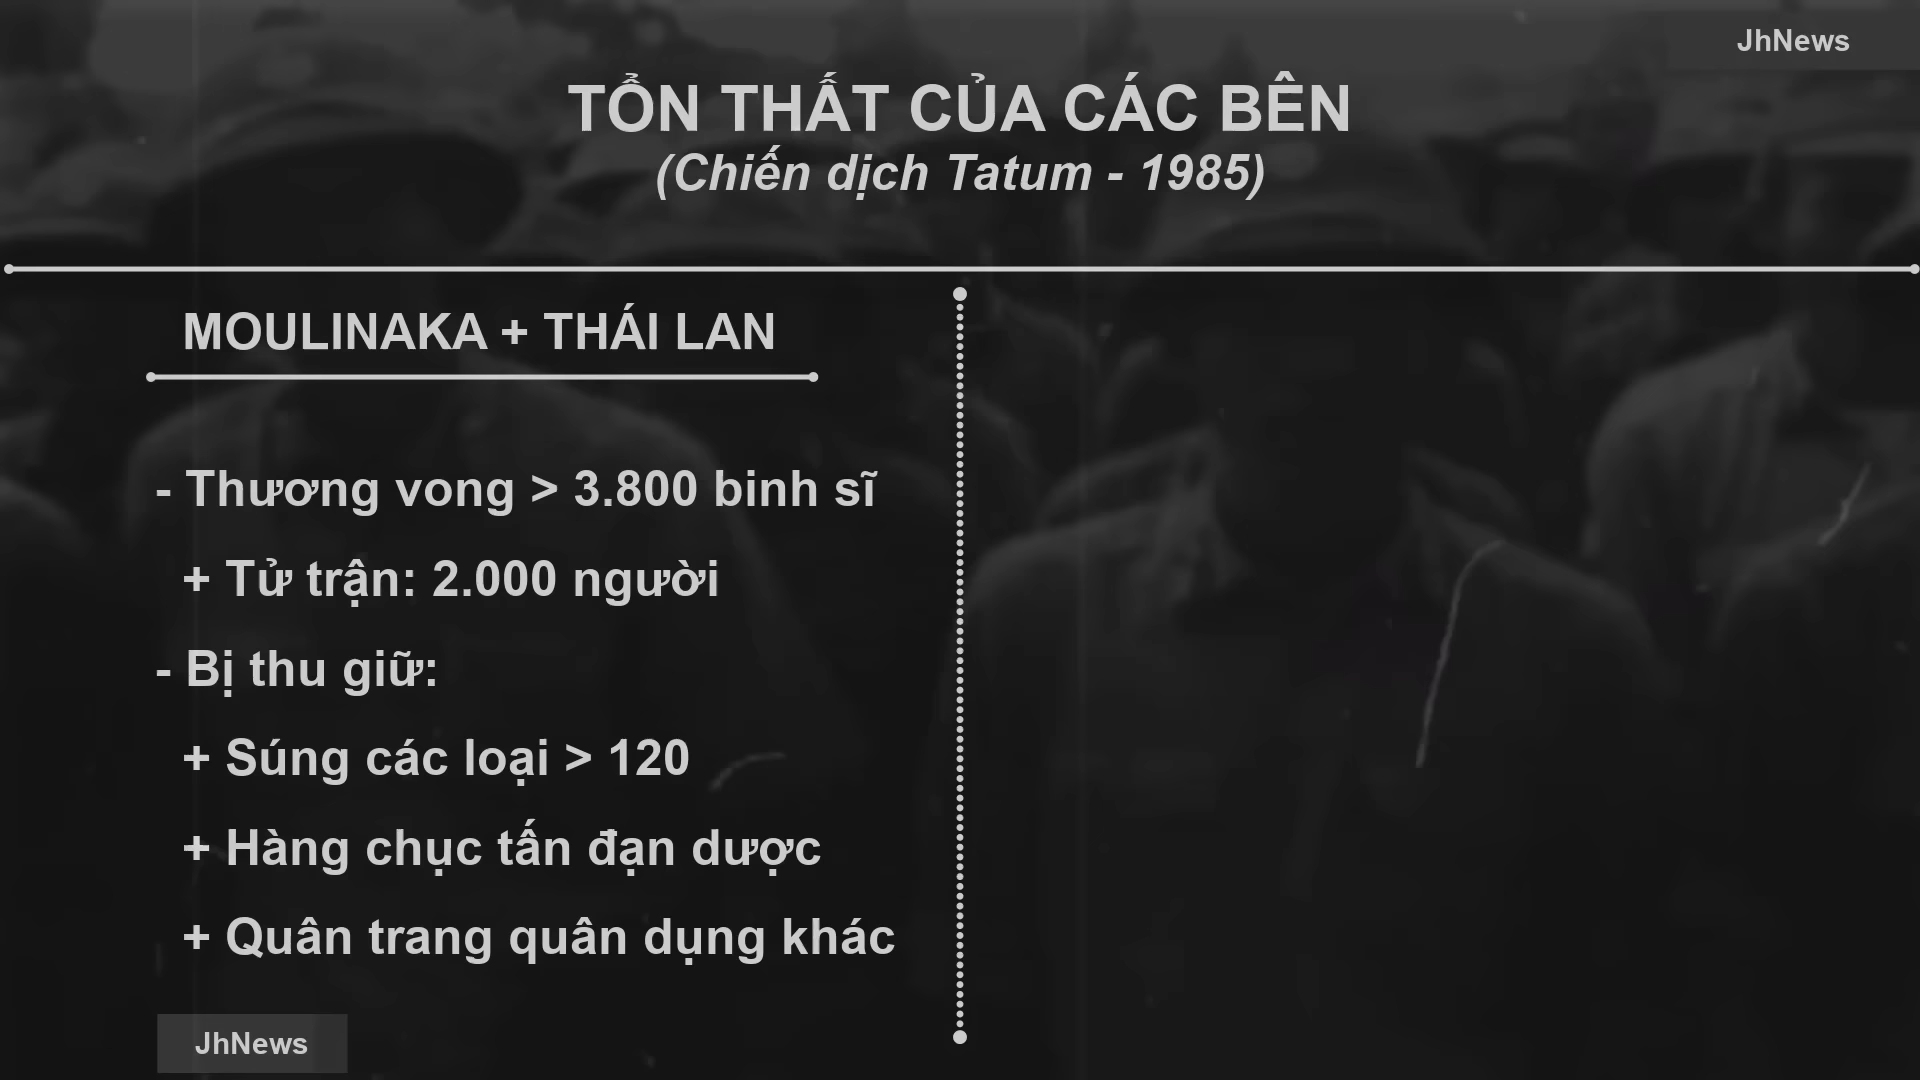 JhNews
TỔN THẤT CỦA CÁC BÊN
(Chiến dịch Tatum - 1985)
MOULINAKA + THÁI LAN
- Thương vong > 3.800 binh sĩ
+ Tử trận: 2.000 người
- Bị thu giữ:
+ Súng các loại > 120
+ Hàng chục tấn đạn dược
+ Quân trang quân dụng khác
JhNews